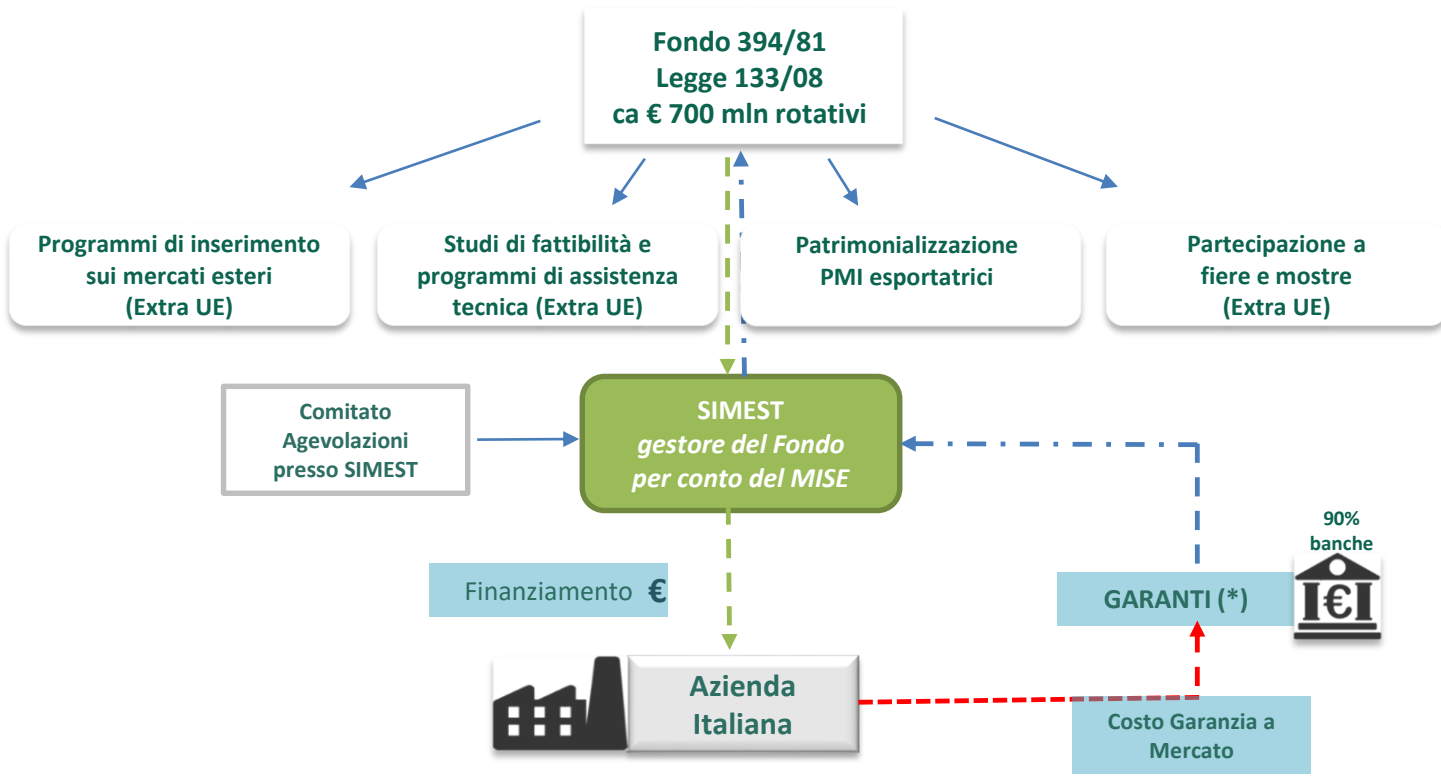 Fondo 394/81
Legge 133/08
ca € 700 mln rotativi
Programmi di inserimento
sui mercati esteri
(Extra UE)
Studi di fattibilità e
programmi di assistenza
tecnica (Extra UE)
Patrimonializzazione
PMI esportatrici
Partecipazione a
fiere e mostre
(Extra UE)
Comitato
Agevolazioni
presso SIMEST
SIMEST
gestore del Fondo
per conto del MISE
90%
banche
Finanziamento €
GARANTI (*)
€
Azienda
Italiana
Costo Garanzia a
Mercato